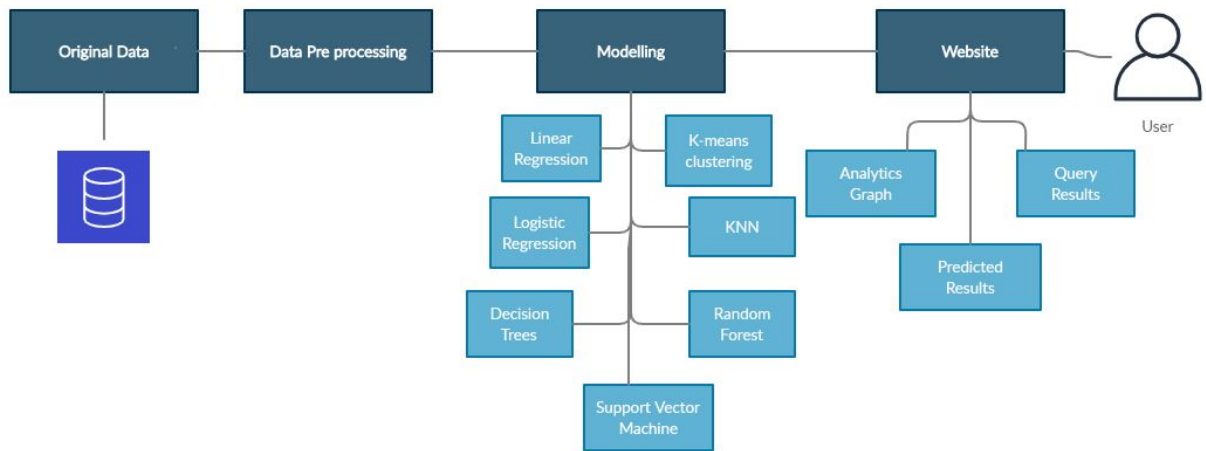 Original Data
Data Pre processing
Modelling
Website
User
Linear
Regression
K-means
clustering
Analytics
Graph
Query
Results
Logistic
Regression
KNN
Predicted
Results
Decision
Trees
Random
Forest
Support Vector
Machine